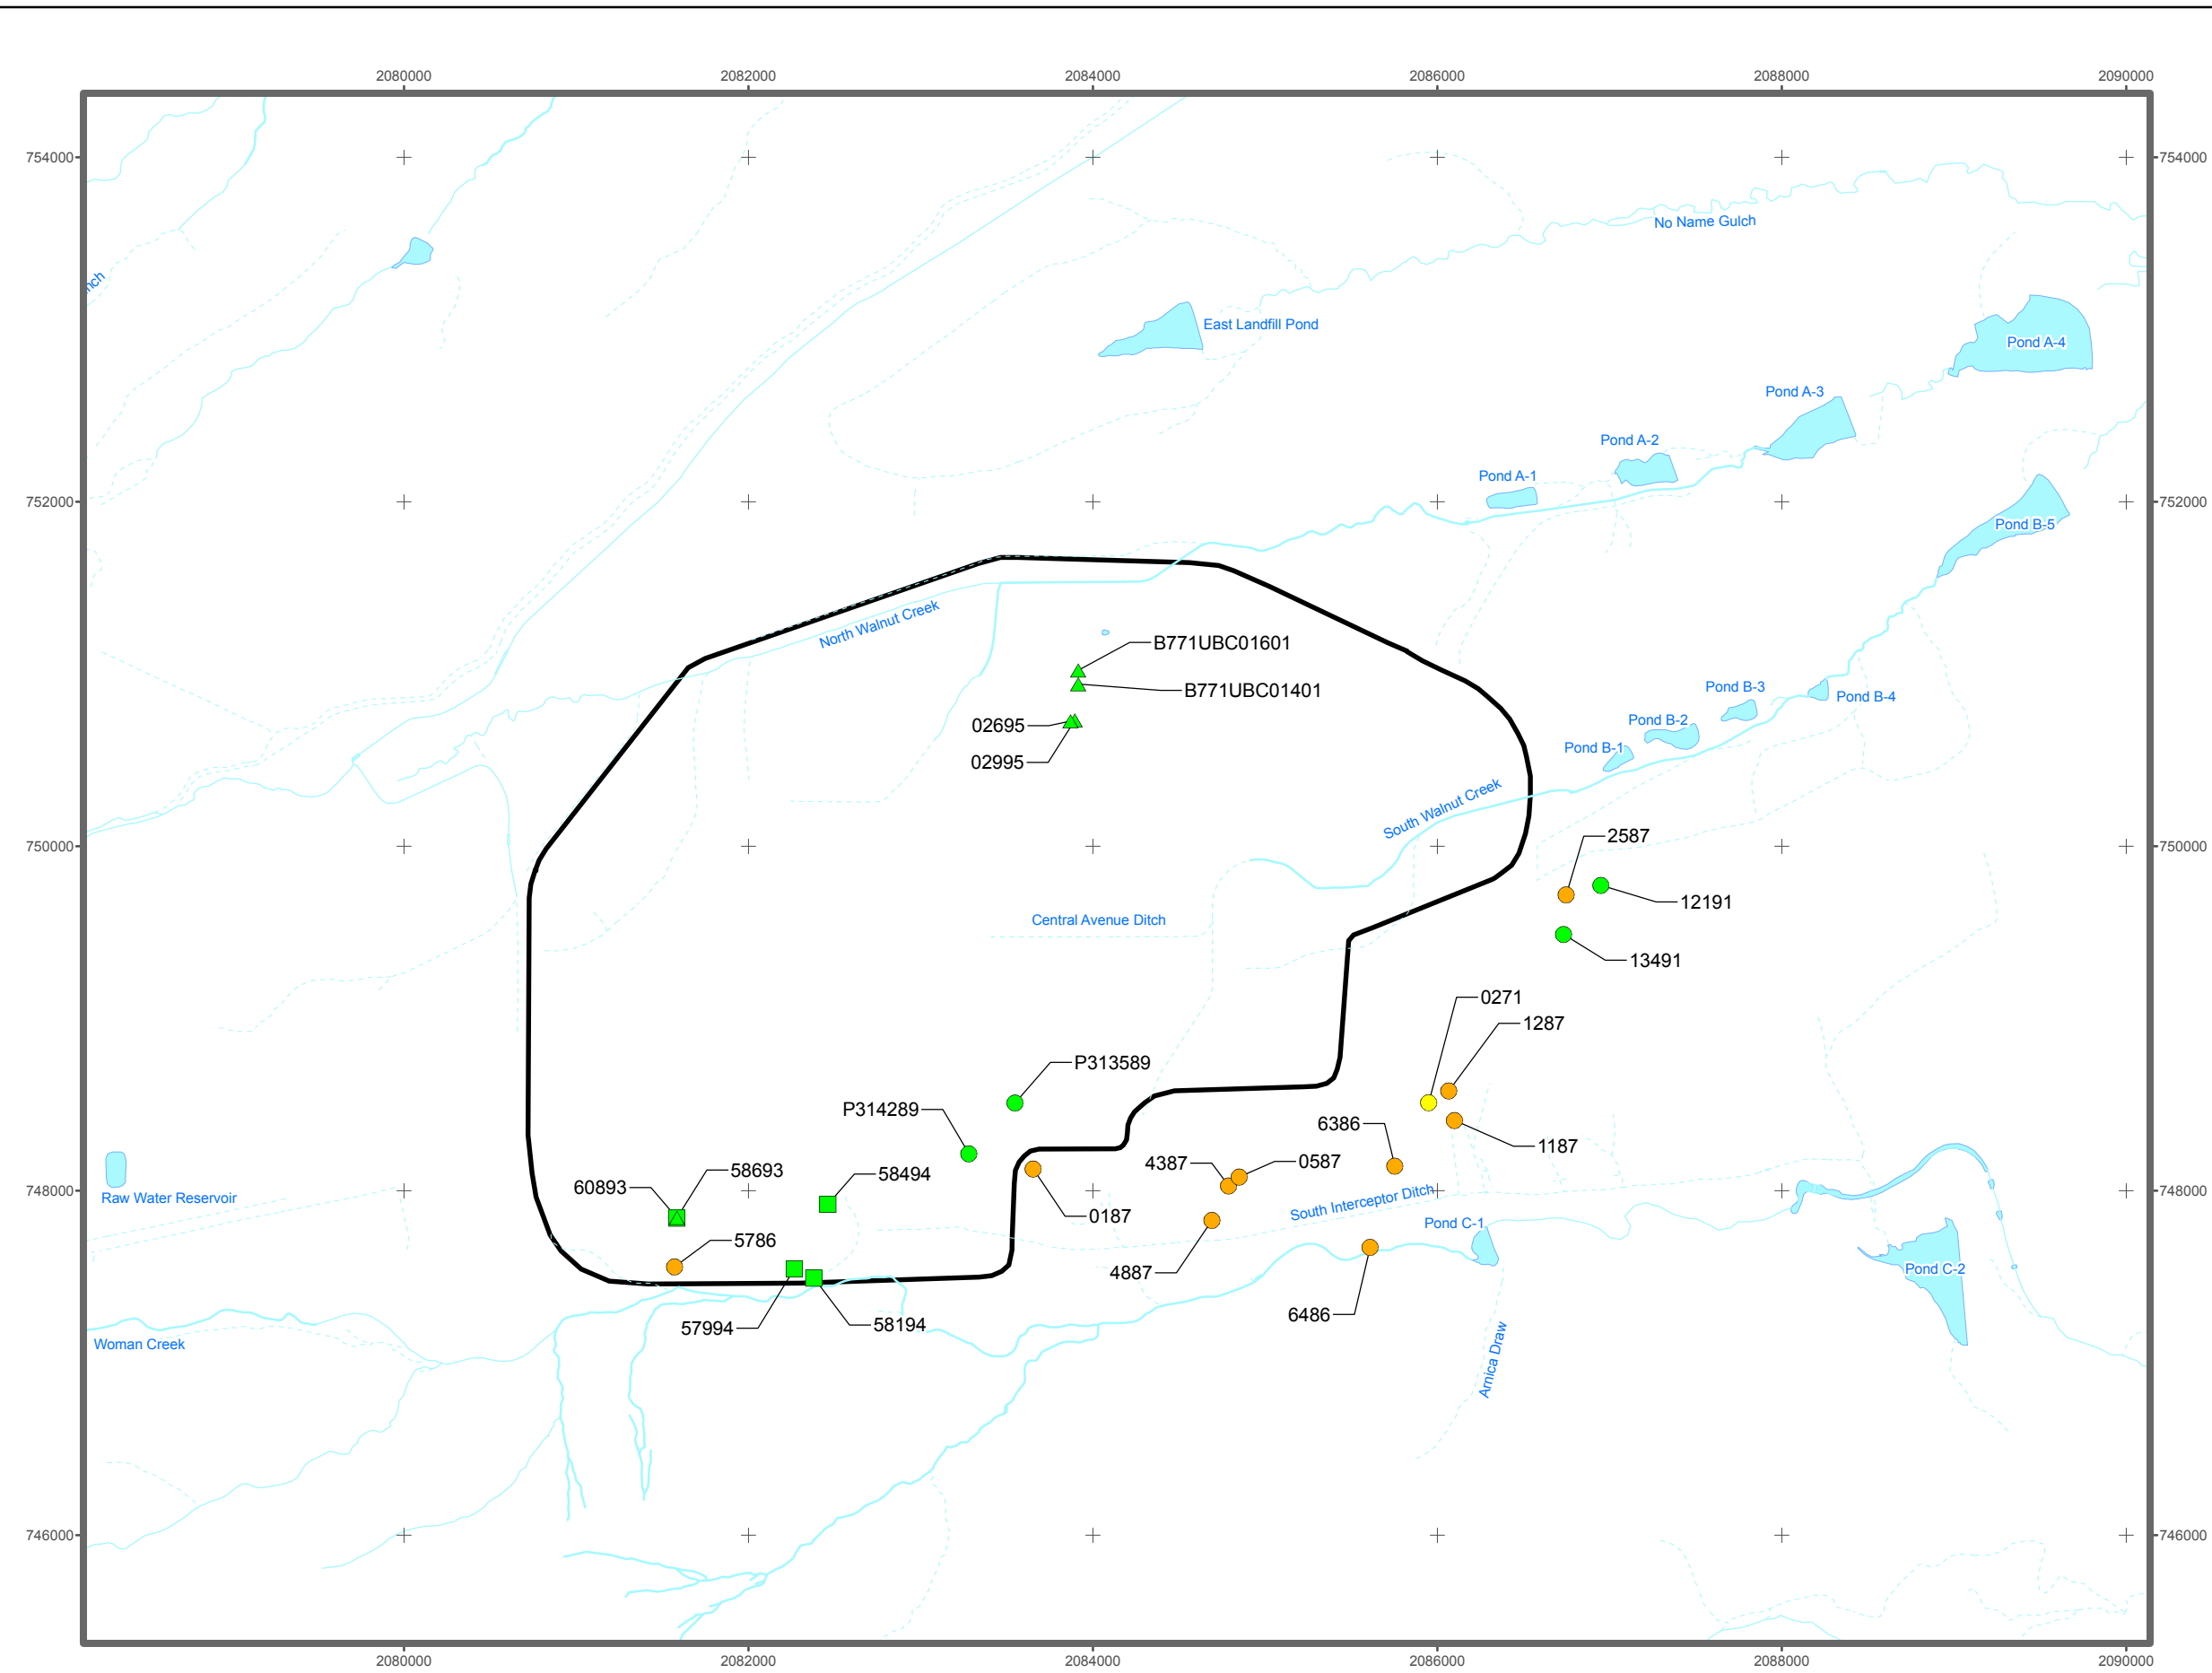 2080000 2082000 2084000 2086000 2088000 2090000
754000 754000
No Name Gulch
nch
East Landfill Pond
Pond A-4
Pond A-3
Pond A-2
Pond A-1
752000 752000
Pond B-5
North Walnut Creek
B771UBC01601
B771UBC01401
Pond B-3
Pond B-4
02695
Pond B-2
Pond B-1
02995
South Walnut Creek
2587
750000 750000
12191
Central Avenue Ditch
13491
0271
1287
P313589
P314289
6386
1187
4387
0587
58693
58494
60893
748000 748000
Raw Water Reservoir
South Interceptor Ditch
0187
Pond C-1
5786
4887
Pond C-2
6486
57994
58194
Woman Creek
Arnica Draw
746000 746000
2080000 2082000 2084000 2086000 2088000 2090000